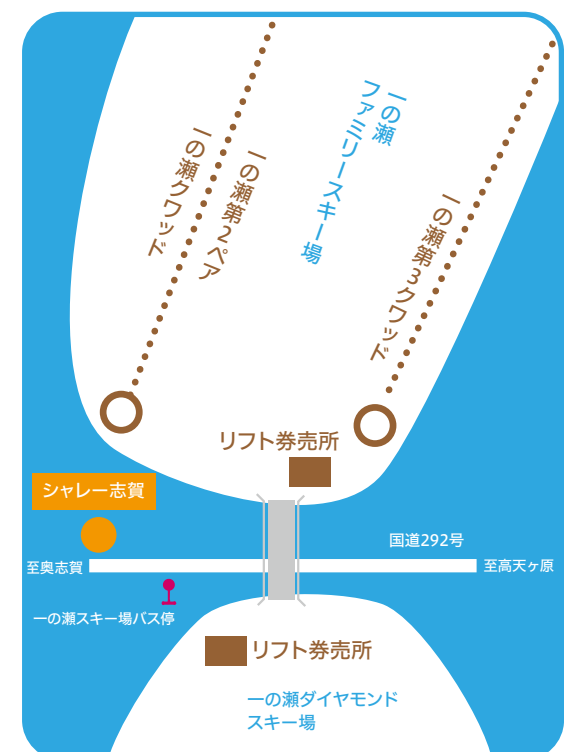 一の瀬
ファミリースキー場
一の瀬クワッド
一の瀬第2ペア
一の瀬第3クワッド
リフト券売所
シャレー志賀
国道292号
至奥志賀
至高天ヶ原
一の瀬スキー場バス停
リフト券売所
一の瀬ダイヤモンド
スキー場